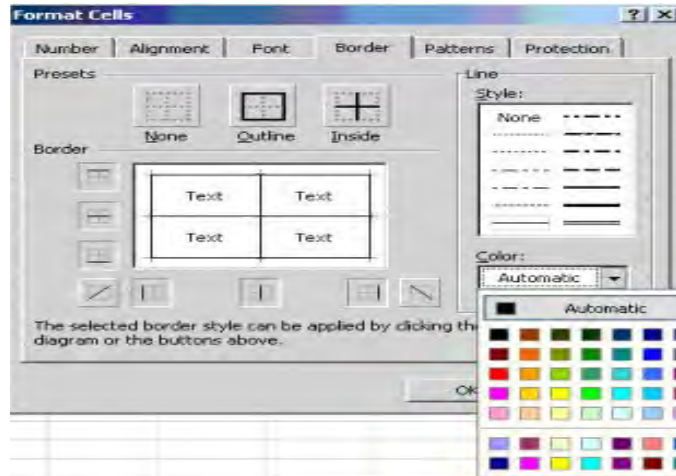 Format Cells
Number Alignment Font Border Patterns Protection
Presets
Line
Style:
None
None Outline Inside
Border
Text Text
Text Text
Color:
Automatic
Automatic
The selected border style can be applied by clicking the
diagram or the buttons above.
OK